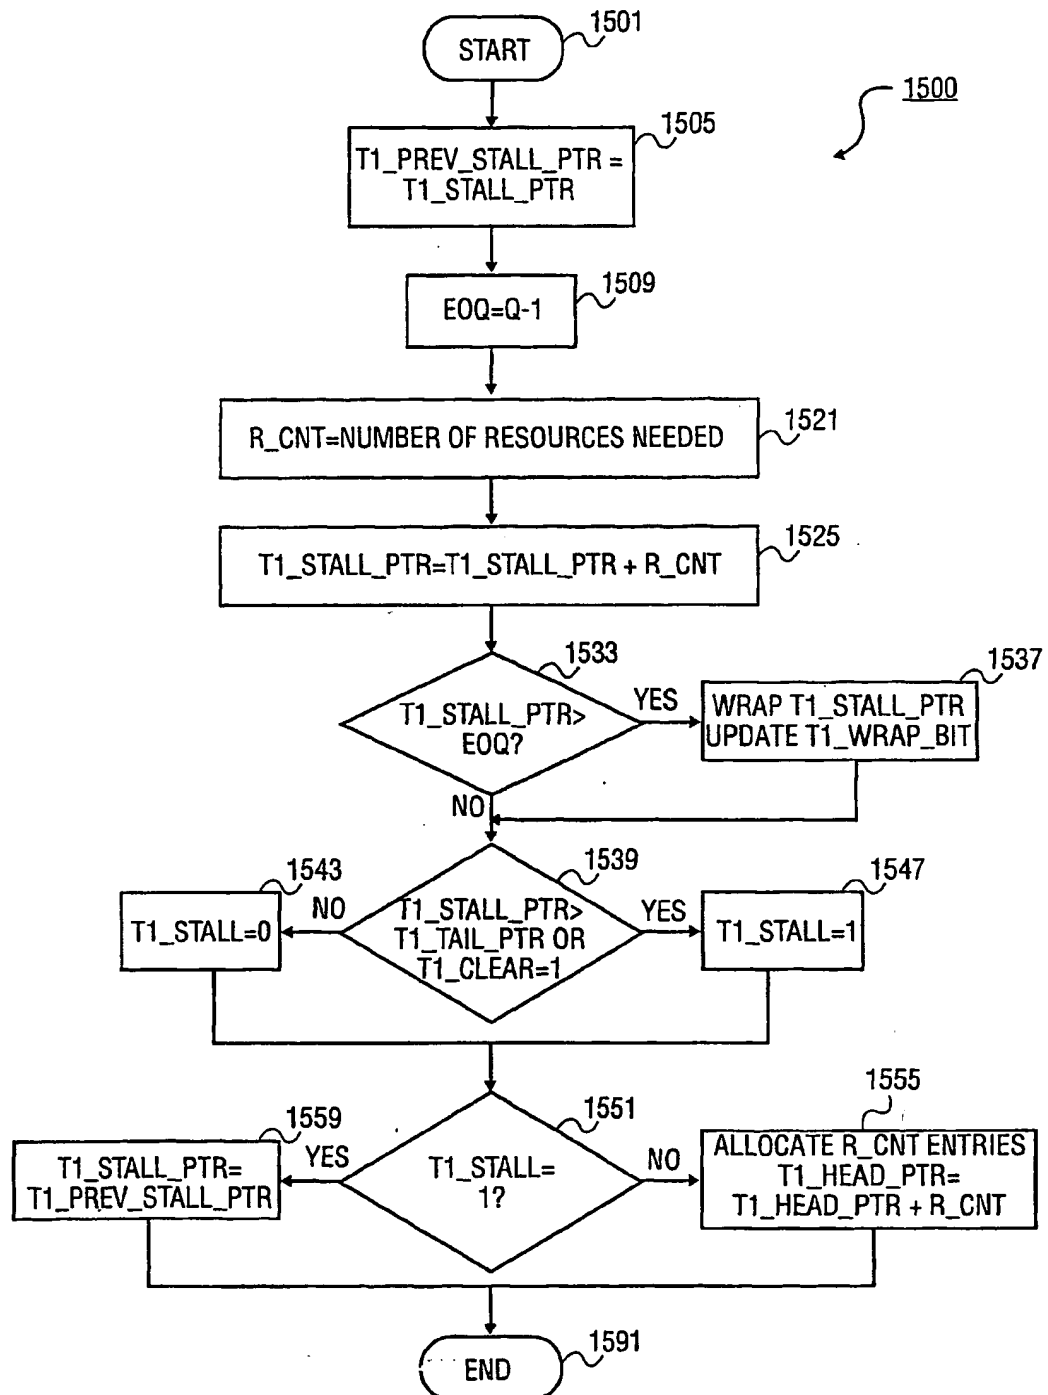 START
1501
1500
T1_PREV_STALL_PTR =
T1_STALL_PTR
1505
EOQ=Q-1
1509
R_CNT=NUMBER OF RESOURCES NEEDED
1521
T1_STALL_PTR=T1_STALL_PTR + R_CNT
1525
T1_STALL_PTR>
EOQ?
1533
YES
WRAP T1_STALL_PTR
UPDATE T1_WRAP_BIT
1537
NO
T1_STALL_PTR>
T1_TAIL_PTR OR
T1_CLEAR=1
1539
NO
T1_STALL=0
1543
YES
T1_STALL=1
1547
T1_STALL=
1?
1551
YES
T1_STALL_PTR=
T1_PREV_STALL_PTR
1559
NO
ALLOCATE R_CNT ENTRIES
T1_HEAD_PTR=
T1_HEAD_PTR + R_CNT
1555
END
1591